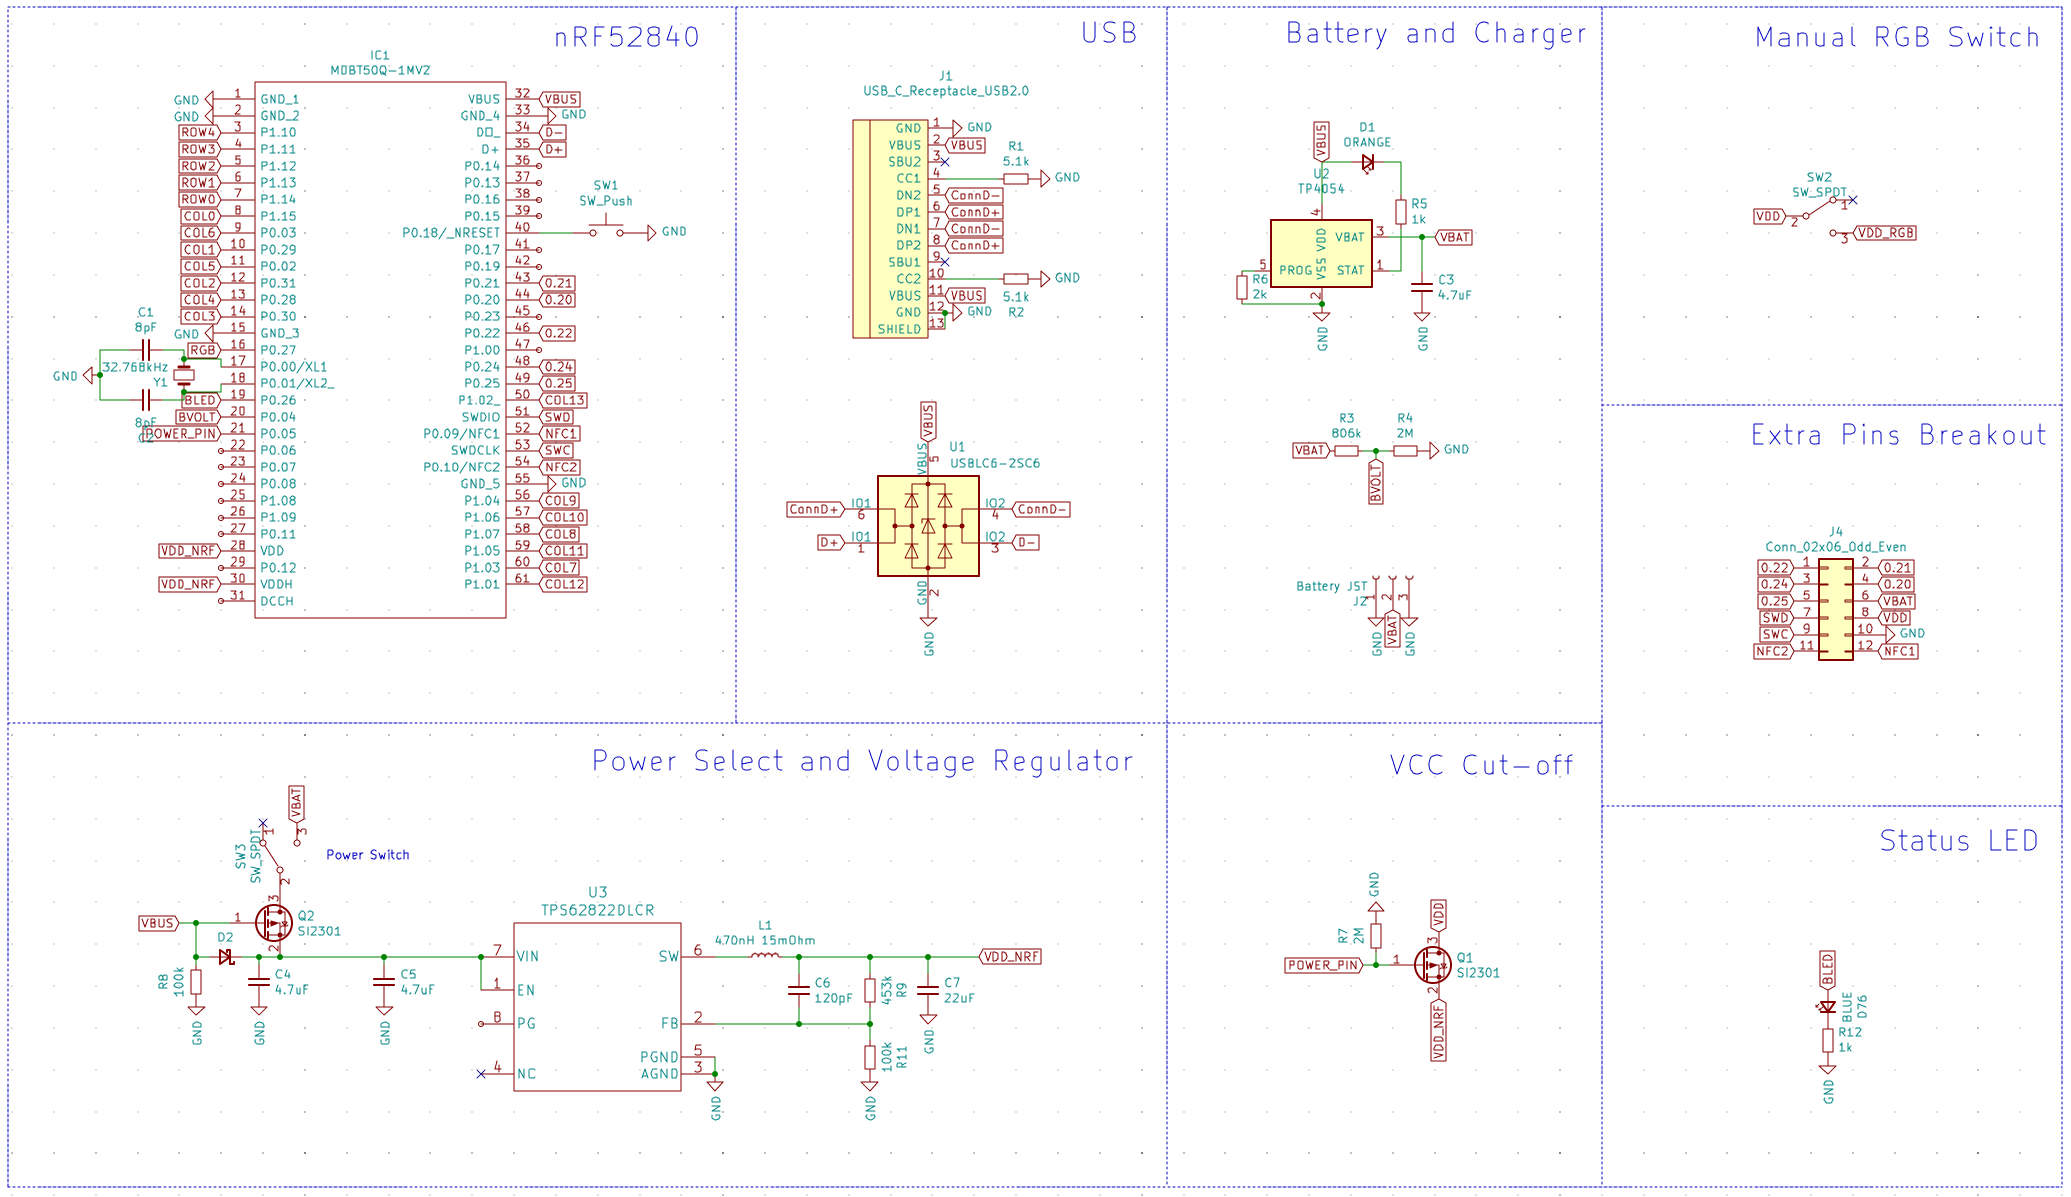 nRF52840
IC1
MDBT50Q-1MV2
GND 1 GND_1 VBUS 32 VBUS
GND 2 GND_2 GND_4 33 GND
ROW4 3 P1.10 D□_ 34 D-
ROW3 4 P1.11 D+ 35 D+
ROW2 5 P1.12 P0.14 36
ROW1 6 P1.13 P0.13 37
ROW0 7 P1.14 P0.16 38
COL0 8 P1.15 P0.15 39
COL6 9 P0.03 P0.18/_NRESET 40
COL1 10 P0.29 P0.17 41
COL5 11 P0.02 P0.19 42
COL2 12 P0.31 P0.21 43 0.21
COL4 13 P0.28 P0.20 44 0.20
COL3 14 P0.30 P0.23 45
GND 15 GND_3 P0.22 46 0.22
RGB 16 P0.27 P1.00 47
17 P0.00/XL1 P0.24 48 0.24
18 P0.01/XL2_ P0.25 49 0.25
BLED 19 P0.26 P1.02_ 50 COL13
BVOLT 20 P0.04 SWDIO 51 SWD
POWER_PIN 21 P0.05 P0.09/NFC1 52 NFC1
22 P0.06 SWDCLK 53 SWC
23 P0.07 P0.10/NFC2 54 NFC2
24 P0.08 GND_5 55 GND
25 P1.08 P1.04 56 COL9
26 P1.09 P1.06 57 COL10
27 P0.11 P1.07 58 COL8
VDD_NRF 28 VDD P1.05 59 COL11
29 P0.12 P1.03 60 COL7
VDD_NRF 30 VDDH P1.01 61 COL12
31 DCCH
SW1
SW_Push
GND
C1
8pF
GND
32.768kHz
Y1
8pF
C2
USB
J1
USB_C_Receptacle_USB2.0
GND 1 GND
VBUS 2 VBUS
SBU2 3
CC1 4
DN2 5 ConnD-
DP1 6 ConnD+
DN1 7 ConnD-
DP2 8 ConnD+
SBU1 9
CC2 10
VBUS 11 VBUS
GND 12 GND
SHIELD 13
R1
5.1k
GND
GND
5.1k
R2
VBUS
VBUS
5
U1
USBLC6-2SC6
ConnD+ 6 IO1 IO2 4 ConnD-
D+ 1 IO1 IO2 3 D-
GND
2
GND
Battery and Charger
VBUS
D1
ORANGE
U2
TP4054
4
VDD
VBAT 3
VBAT
5 PROG
STAT 1
VSS
2
GND
R5
1k
R6
2k
C3
4.7uF
GND
R3
806k
R4
2M
VBAT
GND
BVOLT
Battery JST
J2
1
2
3
GND
VBAT
GND
Manual RGB Switch
SW2
SW_SPDT
VDD
2
1
3
VDD_RGB
Extra Pins Breakout
J4
Conn_02x06_Odd_Even
0.22 1 2 0.21
0.24 3 4 0.20
0.25 5 6 VBAT
SWD 7 8 VDD
SWC 9 10 GND
NFC2 11 12 NFC1
Power Select and Voltage Regulator
VBAT
1
3
SW3
SW_SPDT
2
Power Switch
VBUS
1
3
2
Q2
SI2301
D2
R8
100k
GND
C4
4.7uF
GND
C5
4.7uF
GND
U3
TPS62822DLCR
7 VIN SW 6
1 EN
8 PG FB 2
PGND 5
4 NC AGND 3
GND
L1
470nH 15mOhm
VDD_NRF
C6
120pF
453k
R9
C7
22uF
GND
100k
R11
GND
VCC Cut-off
GND
R7
2M
POWER_PIN
1
VDD
3
Q1
SI2301
2
VDD_NRF
Status LED
BLED
BLUE
D76
R12
1k
GND